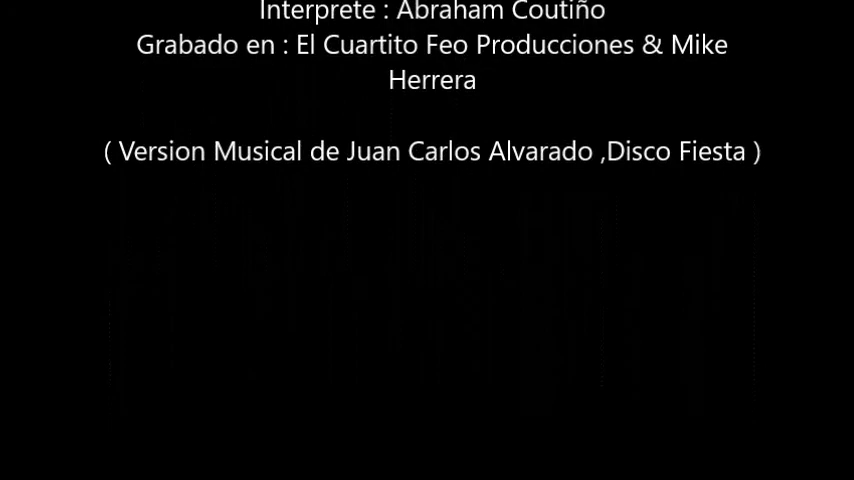 Interprete : Abraham Coutiño
Grabado en : El Cuartito Feo Producciones & Mike
Herrera
( Version Musical de Juan Carlos Alvarado ,Disco Fiesta )